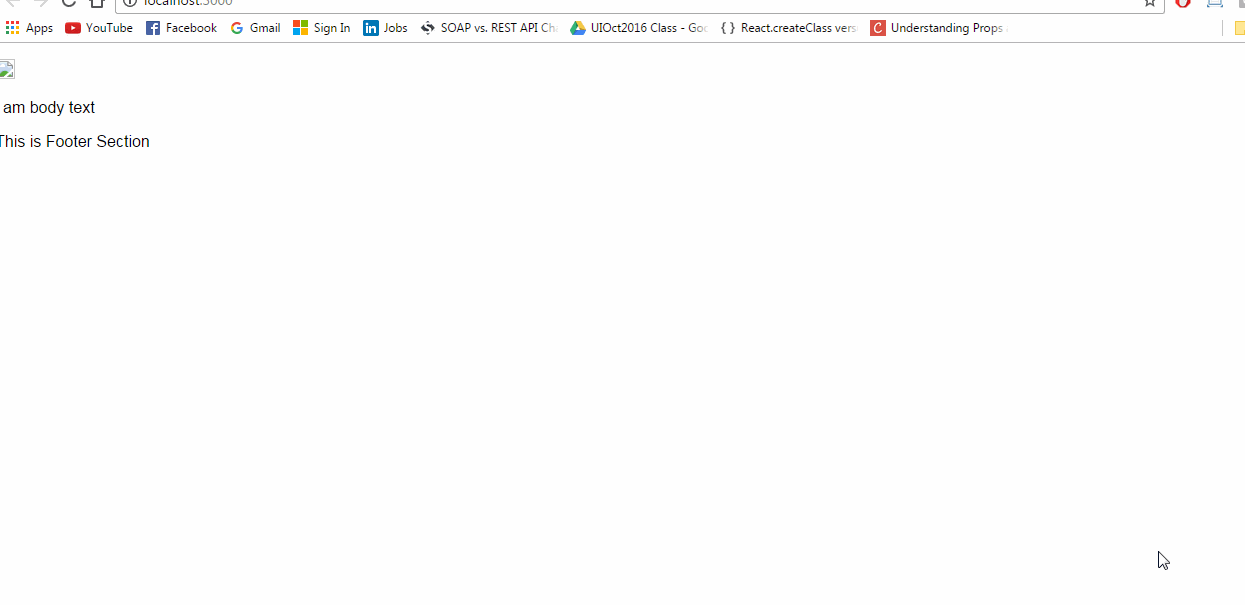 localhost:3000
Apps YouTube Facebook Gmail Sign In Jobs SOAP vs. REST API Ch UIOct2016 Class - Goo React.createClass vers Understanding Props
am body text
This is Footer Section